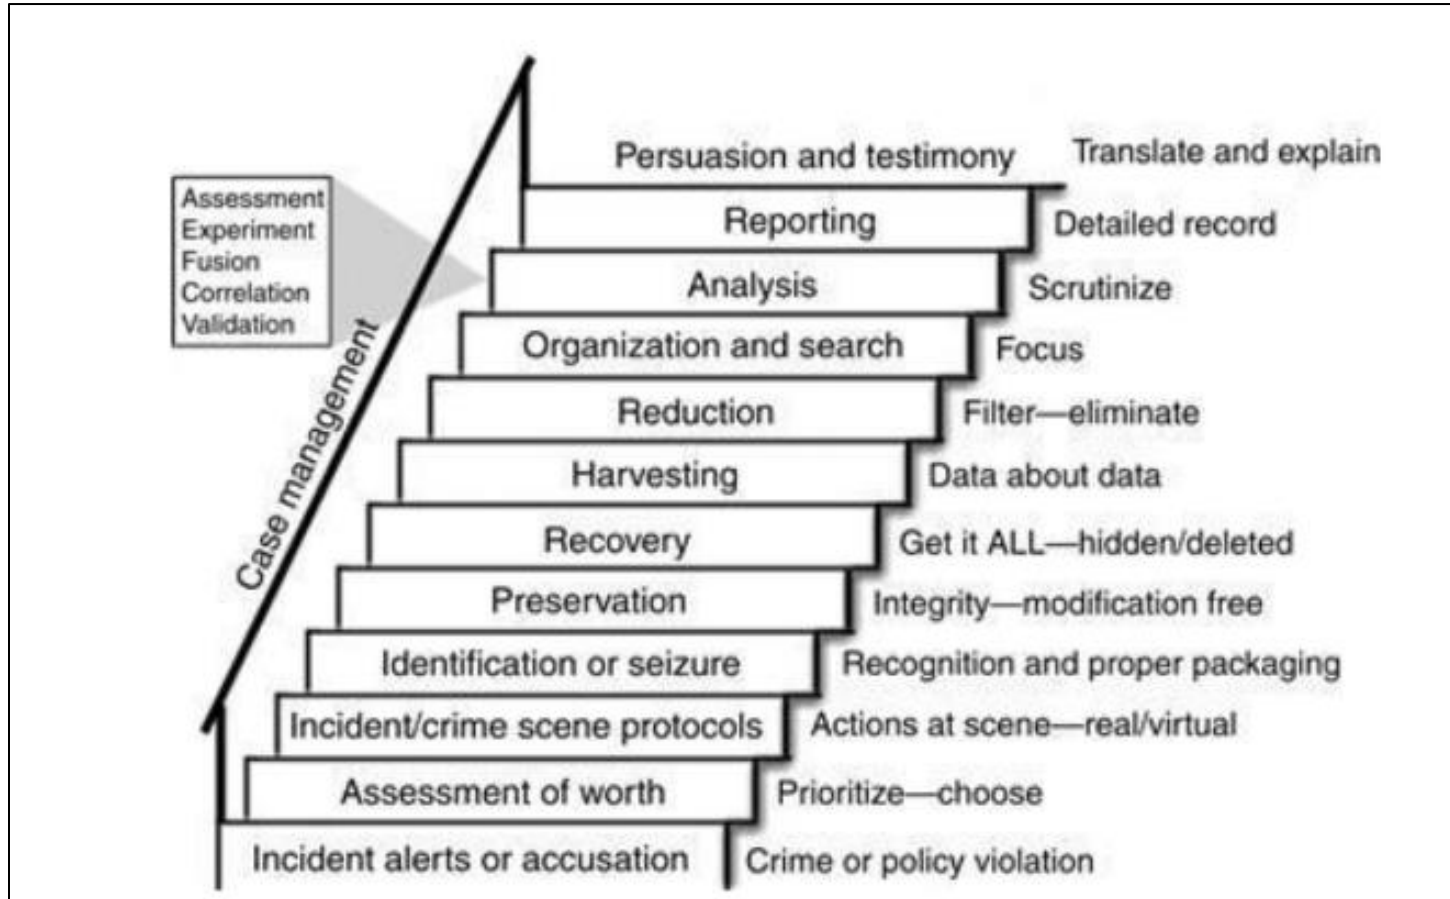 Persuasion and testimony Translate and explain
Assessment
Experiment
Fusion
Correlation
Validation
Reporting Detailed record
Analysis Scrutinize
Organization and search Focus
Reduction Filter—eliminate
Harvesting Data about data
Case management
Recovery Get it ALL—hidden/deleted
Preservation Integrity—modification free
Identification or seizure Recognition and proper packaging
Incident/crime scene protocols Actions at scene—real/virtual
Assessment of worth Prioritize—choose
Incident alerts or accusation Crime or policy violation